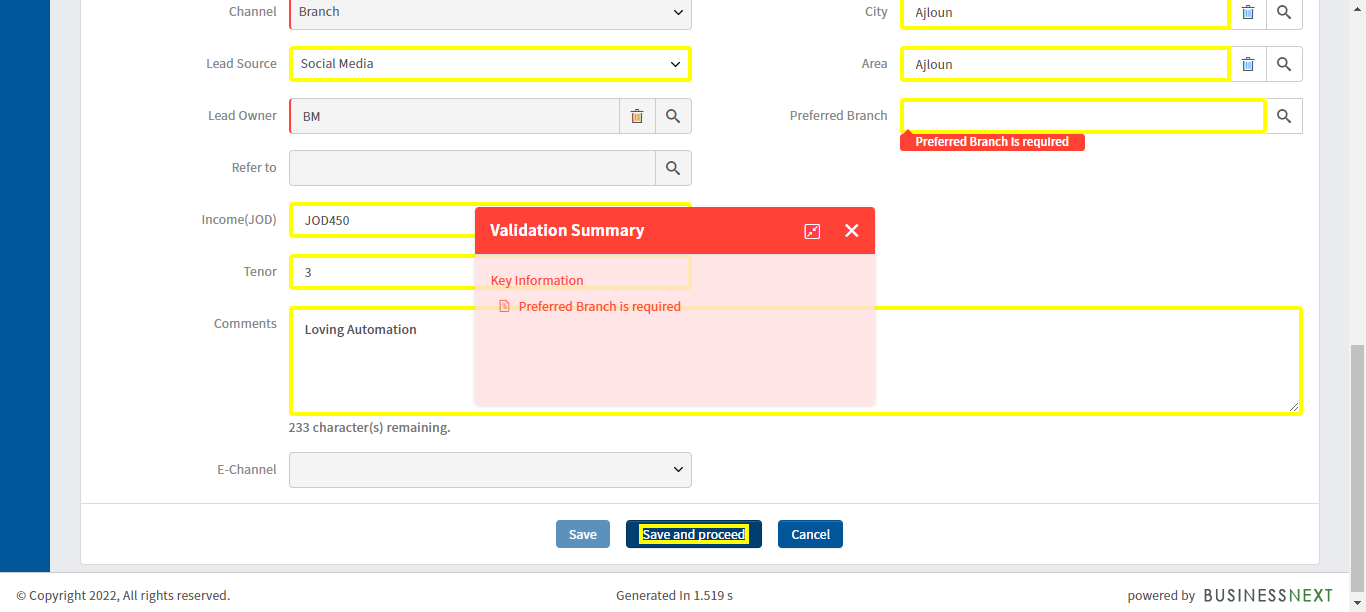 Channel
Branch
City
Ajloun
Lead Source
Social Media
Area
Ajloun
Lead Owner
BM
Preferred Branch
Preferred Branch is required
Refer to
Income(JOD)
JOD450
Validation Summary
Tenor
3
Key Information
Preferred Branch is required
Comments
Loving Automation
233 character(s) remaining.
E-Channel
Save
Save and proceed
Cancel
© Copyright 2022, All rights reserved.
Generated In 1.519 s
powered by BUSINESSNEXT